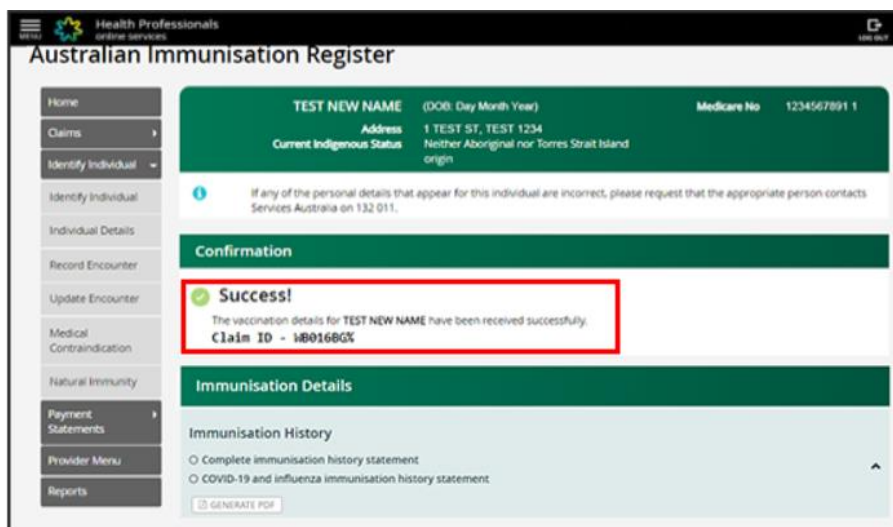 MENU
Health Professionals
online services
LOG OUT
Australian Immunisation Register
Home
Claims
Identify Individual
Identify Individual
Individual Details
Record Encounter
Update Encounter
Medical
Contraindication
Natural Immunity
Payment
Statements
Provider Menu
Reports
TEST NEW NAME (DOB: Day Month Year) Medicare No 1234567891 1
Address 1 TEST ST, TEST 1234
Current Indigenous Status Neither Aboriginal nor Torres Strait Island
origin
If any of the personal details that appear for this individual are incorrect, please request that the appropriate person contacts
Services Australia on 132 011.
Confirmation
Success!
The vaccination details for TEST NEW NAME have been received successfully.
Claim ID - WB016BG%
Immunisation Details
Immunisation History
Complete immunisation history statement
COVID-19 and influenza immunisation history statement
GENERATE PDF